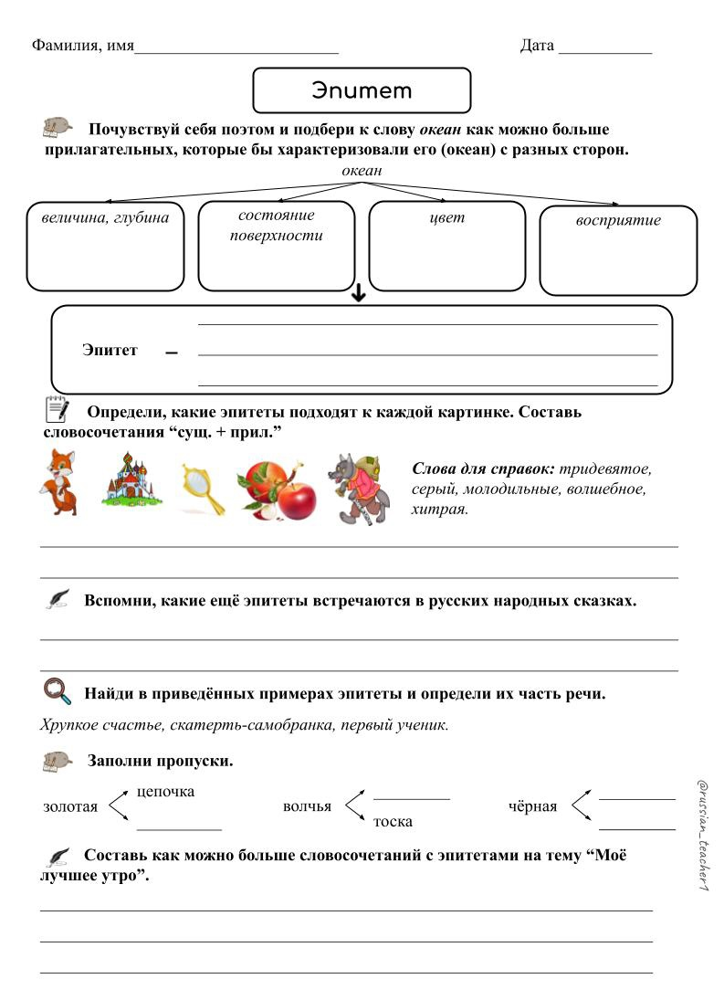 Фамилия, имя
Дата
Эпитет
Почувствуй себя поэтом и подбери к слову океан как можно больше
прилагательных, которые бы характеризовали его (океан) с разных сторон.
океан
величина, глубина
состояние
поверхности
цвет
восприятие
Эпитет –
Определи, какие эпитеты подходят к каждой картинке. Составь
словосочетания “сущ. + прил.”
Слова для справок: тридевятое,
серый, молодильные, волшебное,
хитрая.
Вспомни, какие ещё эпитеты встречаются в русских народных сказках.
Найди в приведённых примерах эпитеты и определи их часть речи.
Хрупкое счастье, скатерть-самобранка, первый ученик.
Заполни пропуски.
золотая
цепочка
волчья
тоска
чёрная
Составь как можно больше словосочетаний с эпитетами на тему “Моё
лучшее утро”.
@russian_teacher1